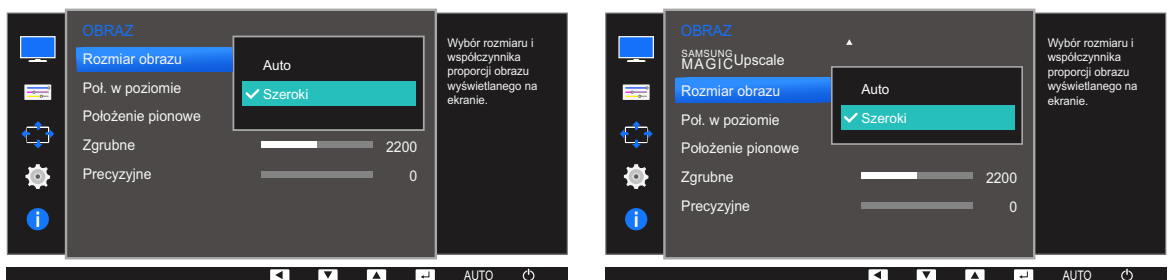 OBRAZ
Rozmiar obrazu
Auto
Poł. w poziomie
Szeroki
Położenie pionowe
Zgrubne
2200
Precyzyjne
0
Wybór rozmiaru i
współczynnika
proporcji obrazu
wyświetlanego na
ekranie.
AUTO
OBRAZ
SAMSUNG
MAGIC Upscale
Rozmiar obrazu
Auto
Poł. w poziomie
Szeroki
Położenie pionowe
Zgrubne
2200
Precyzyjne
0
Wybór rozmiaru i
współczynnika
proporcji obrazu
wyświetlanego na
ekranie.
AUTO